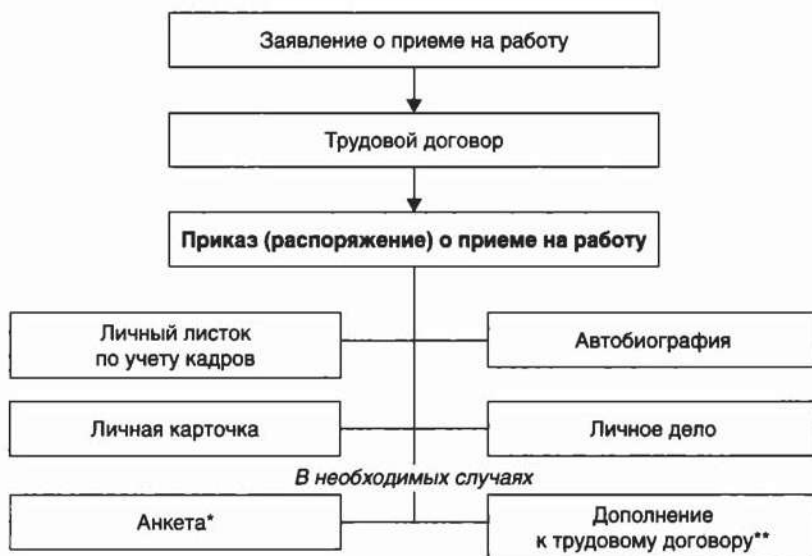 Заявление о приеме на работу
Трудовой договор
Приказ (распоряжение) о приеме на работу
Личный листок
по учету кадров
Автобиография
Личная карточка
Личное дело
В необходимых случаях
Анкета*
Дополнение
к трудовому договору**